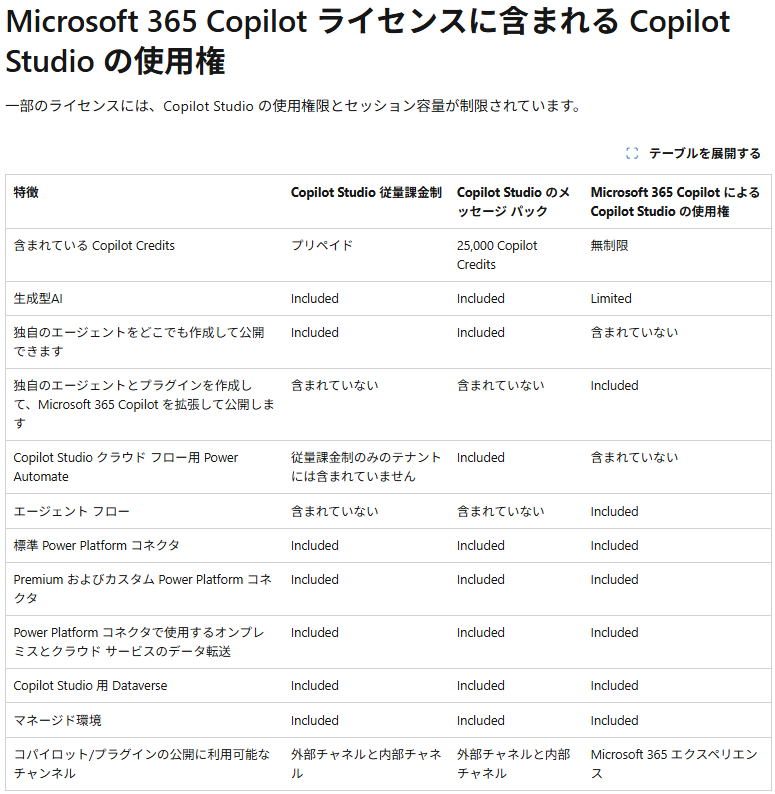 Microsoft 365 Copilot ライセンスに含まれる Copilot
Studio の使用権
一部のライセンスには、Copilot Studio の使用権限とセッション容量が制限されています。
テーブルを展開する
特徴
Copilot Studio 従量課金制
Copilot Studio のメ
ッセージ パック
Microsoft 365 Copilot による
Copilot Studio の使用権
含まれている Copilot Credits
プリペイド
25,000 Copilot
Credits
無制限
生成型AI
Included
Included
Limited
独自のエージェントをどこでも作成して公開
できます
Included
Included
含まれていない
独自のエージェントとプラグインを作成し
て、Microsoft 365 Copilot を拡張して公開しま
す
含まれていない
含まれていない
Included
Copilot Studio クラウド フロー用 Power
Automate
従量課金制のみのテナント
には含まれていません
Included
含まれていない
エージェント フロー
含まれていない
含まれていない
Included
標準 Power Platform コネクタ
Included
Included
Included
Premium およびカスタム Power Platform コネ
クタ
Included
Included
Included
Power Platform コネクタで使用するオンプレ
ミスとクラウド サービスのデータ転送
Included
Included
Included
Copilot Studio 用 Dataverse
Included
Included
Included
マネージド環境
Included
Included
Included
コパイロット/プラグインの公開に利用可能な
チャンネル
外部チャネルと内部チャネ
ル
外部チャネルと内部
チャネル
Microsoft 365 エクスペリエン
ス